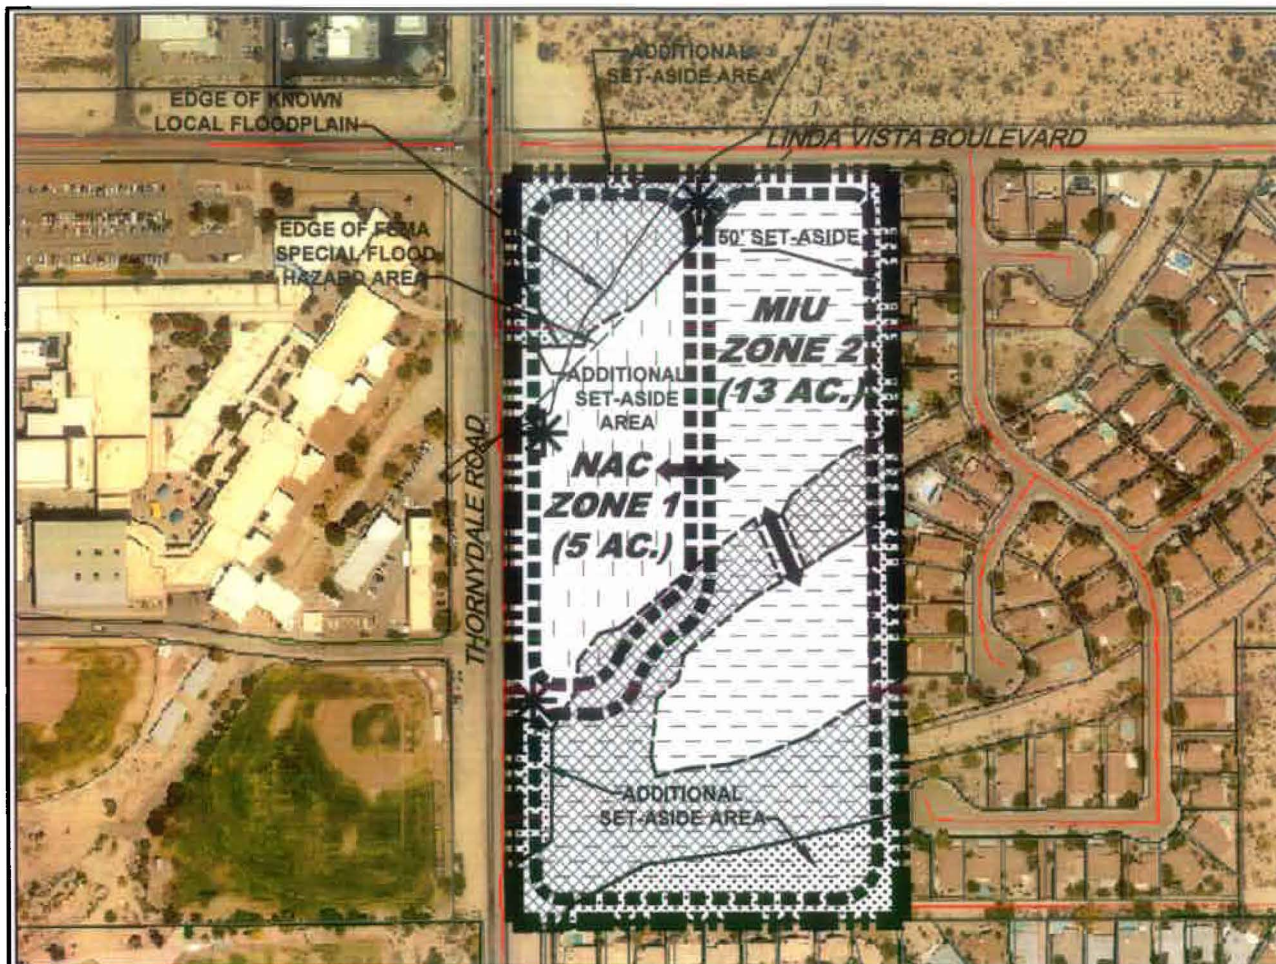 ADDITIONAL
SET-ASIDE AREA
EDGE OF KNOWN
LOCAL FLOODPLAIN
LINDA VISTA BOULEVARD
EDGE OF FEMA
SPECIAL FLOOD
HAZARD AREA
50' SET-ASIDE
MIU
ZONE 2
(13 AC.)
ADDITIONAL
SET-ASIDE
AREA
THORNYDALE ROAD
NAC
ZONE 1
(5 AC.)
ADDITIONAL
SET-ASIDE AREA